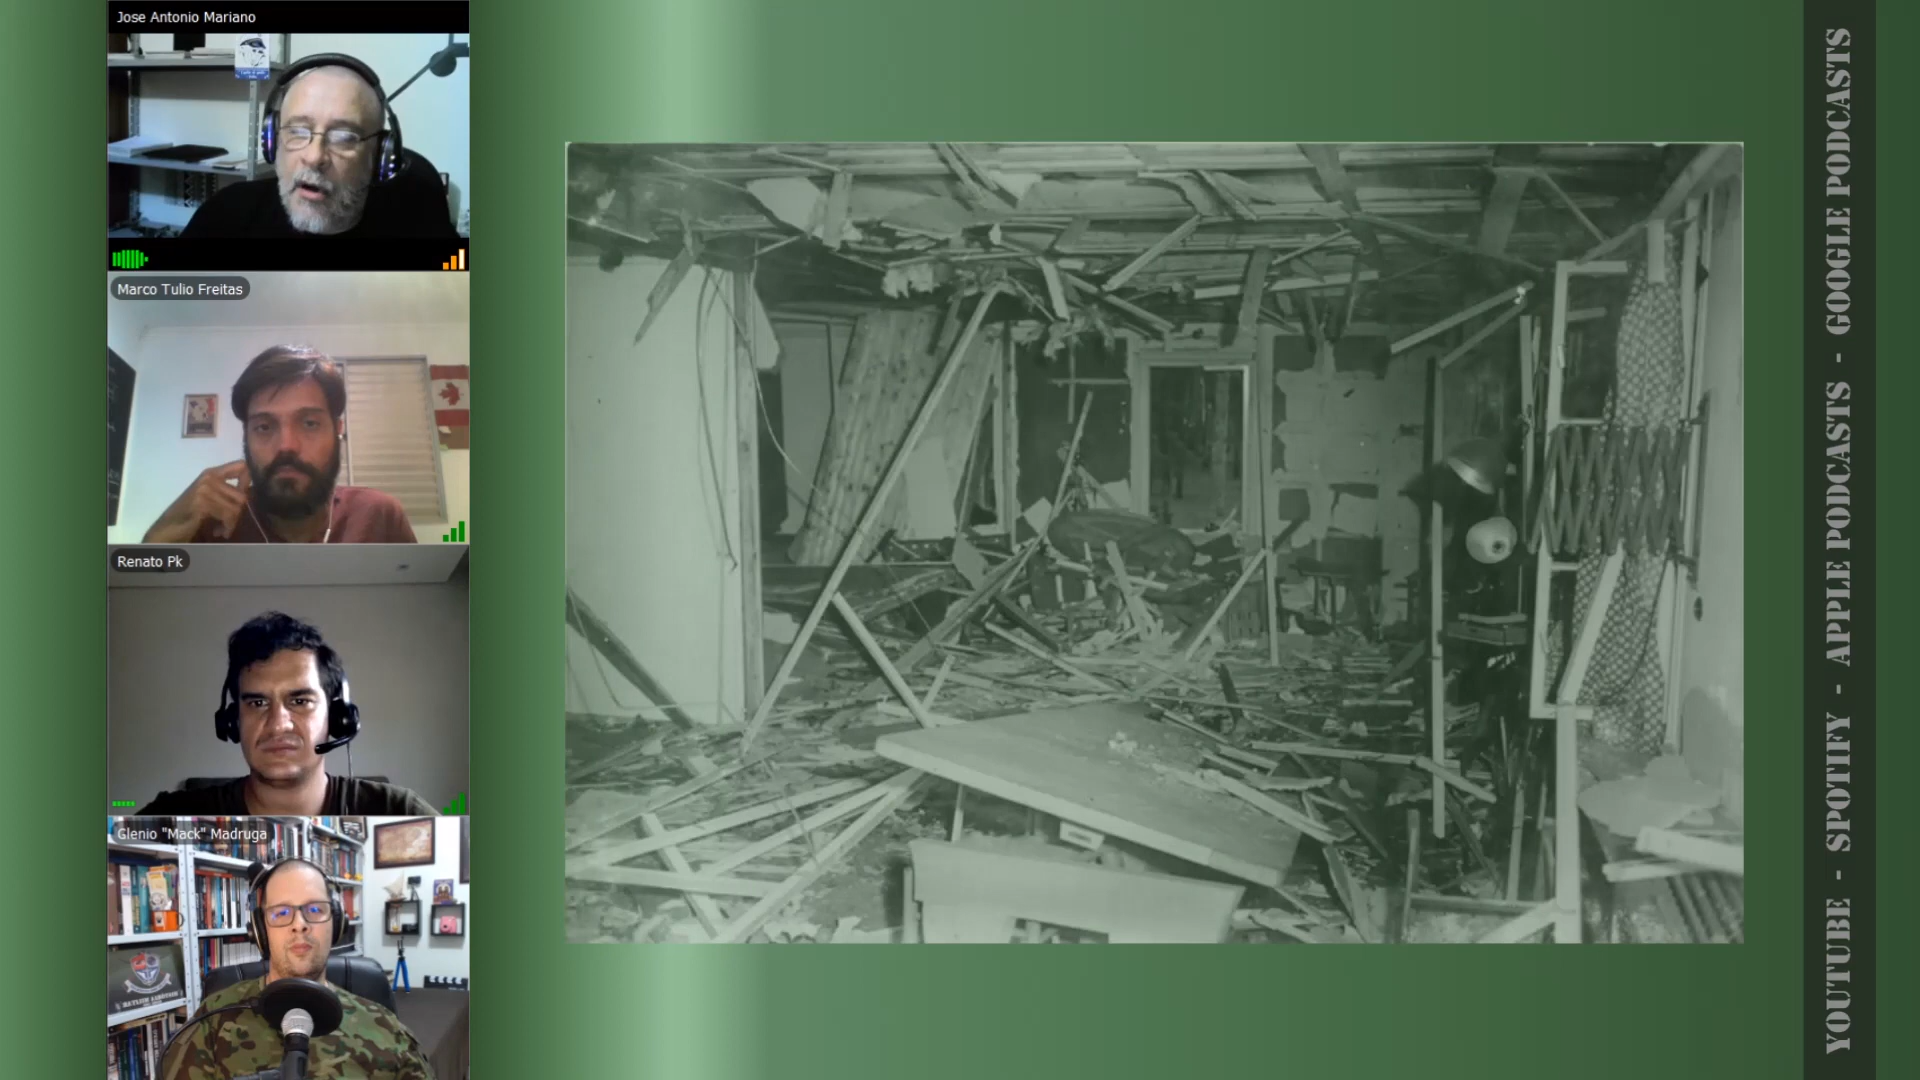 Jose Antonio Mariano
Marco Tulio Freitas
Renato Pk
Glenio "Mack" Madruga
YOUTUBE - SPOTIFY - APPLE PODCASTS - GOOGLE PODCASTS